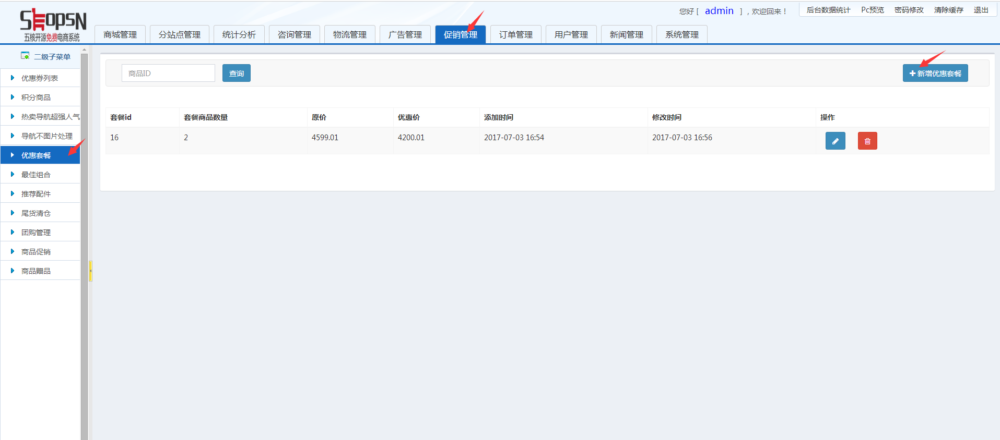 SHOPSN
五核开源免费电商系统
您好 [ admin ] , 欢迎回来!
后台数据统计 Pc预览 密码修改 清除缓存 退出
商城管理 分站点管理 统计分析 咨询管理 物流管理 广告管理 促销管理 订单管理 用户管理 新闻管理 系统管理
二级子菜单
优惠券列表
积分商品
热卖导航超强人气
导航不图片处理
优惠套餐
最佳组合
推荐配件
尾货清仓
团购管理
商品促销
商品赠品
商品ID 查询 新增优惠套餐
套餐id 套餐商品数量 原价 优惠价 添加时间 修改时间 操作
16 2 4599.01 4200.01 2017-07-03 16:54 2017-07-03 16:56